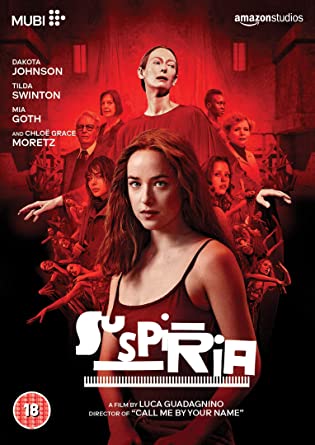 MUBI
amazonstudios
DAKOTA
JOHNSON
TILDA
SWINTON
MIA
GOTH
AND CHLOË GRACE
MORETZ
SUSPIRIA
A FILM BY LUCA GUADAGNINO
DIRECTOR OF "CALL ME BY YOUR NAME"
18